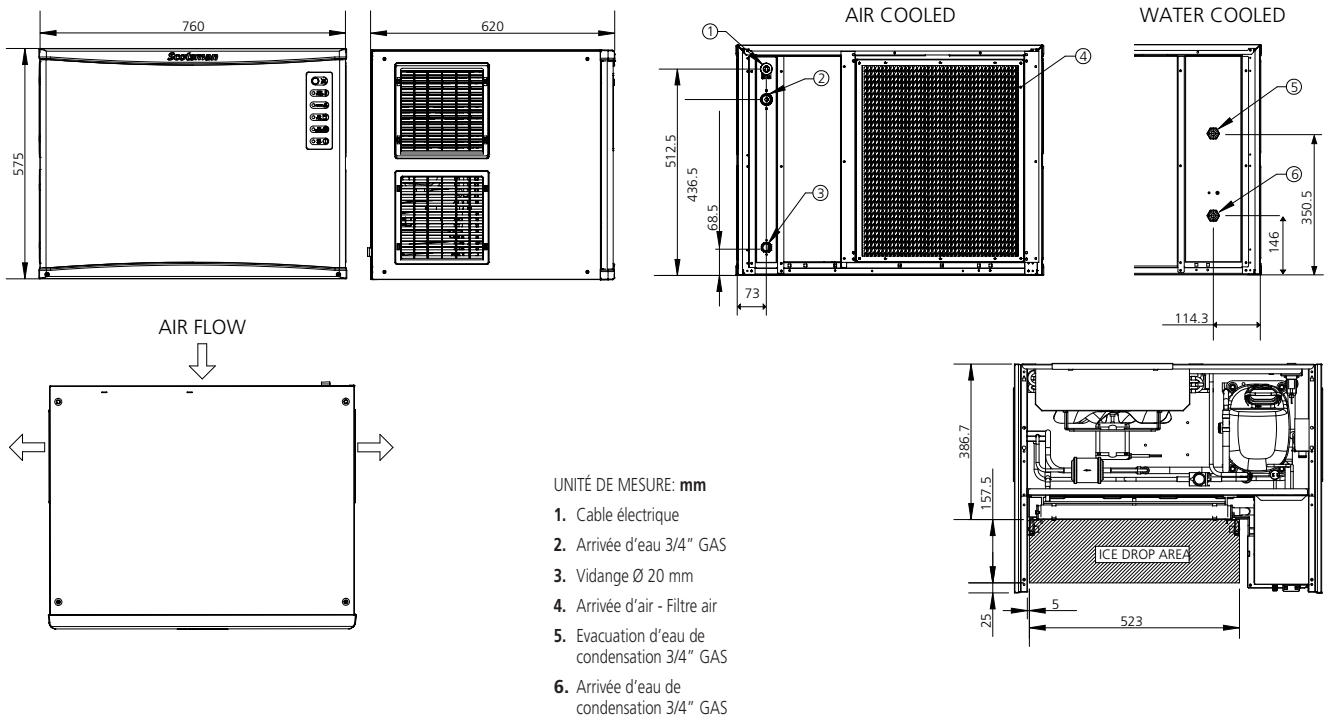 760
620
AIR COOLED
WATER COOLED
Scotsman
575
1
2
3
4
512.5
436.5
68.5
73
5
6
350.5
146
114.3
AIR FLOW
386.7
157.5
25
ICE DROP AREA
5
523
UNITÉ DE MESURE: mm
1. Cable électrique
2. Arrivée d’eau 3/4” GAS
3. Vidange Ø 20 mm
4. Arrivée d’air - Filtre air
5. Evacuation d’eau de
condensation 3/4” GAS
6. Arrivée d’eau de
condensation 3/4” GAS